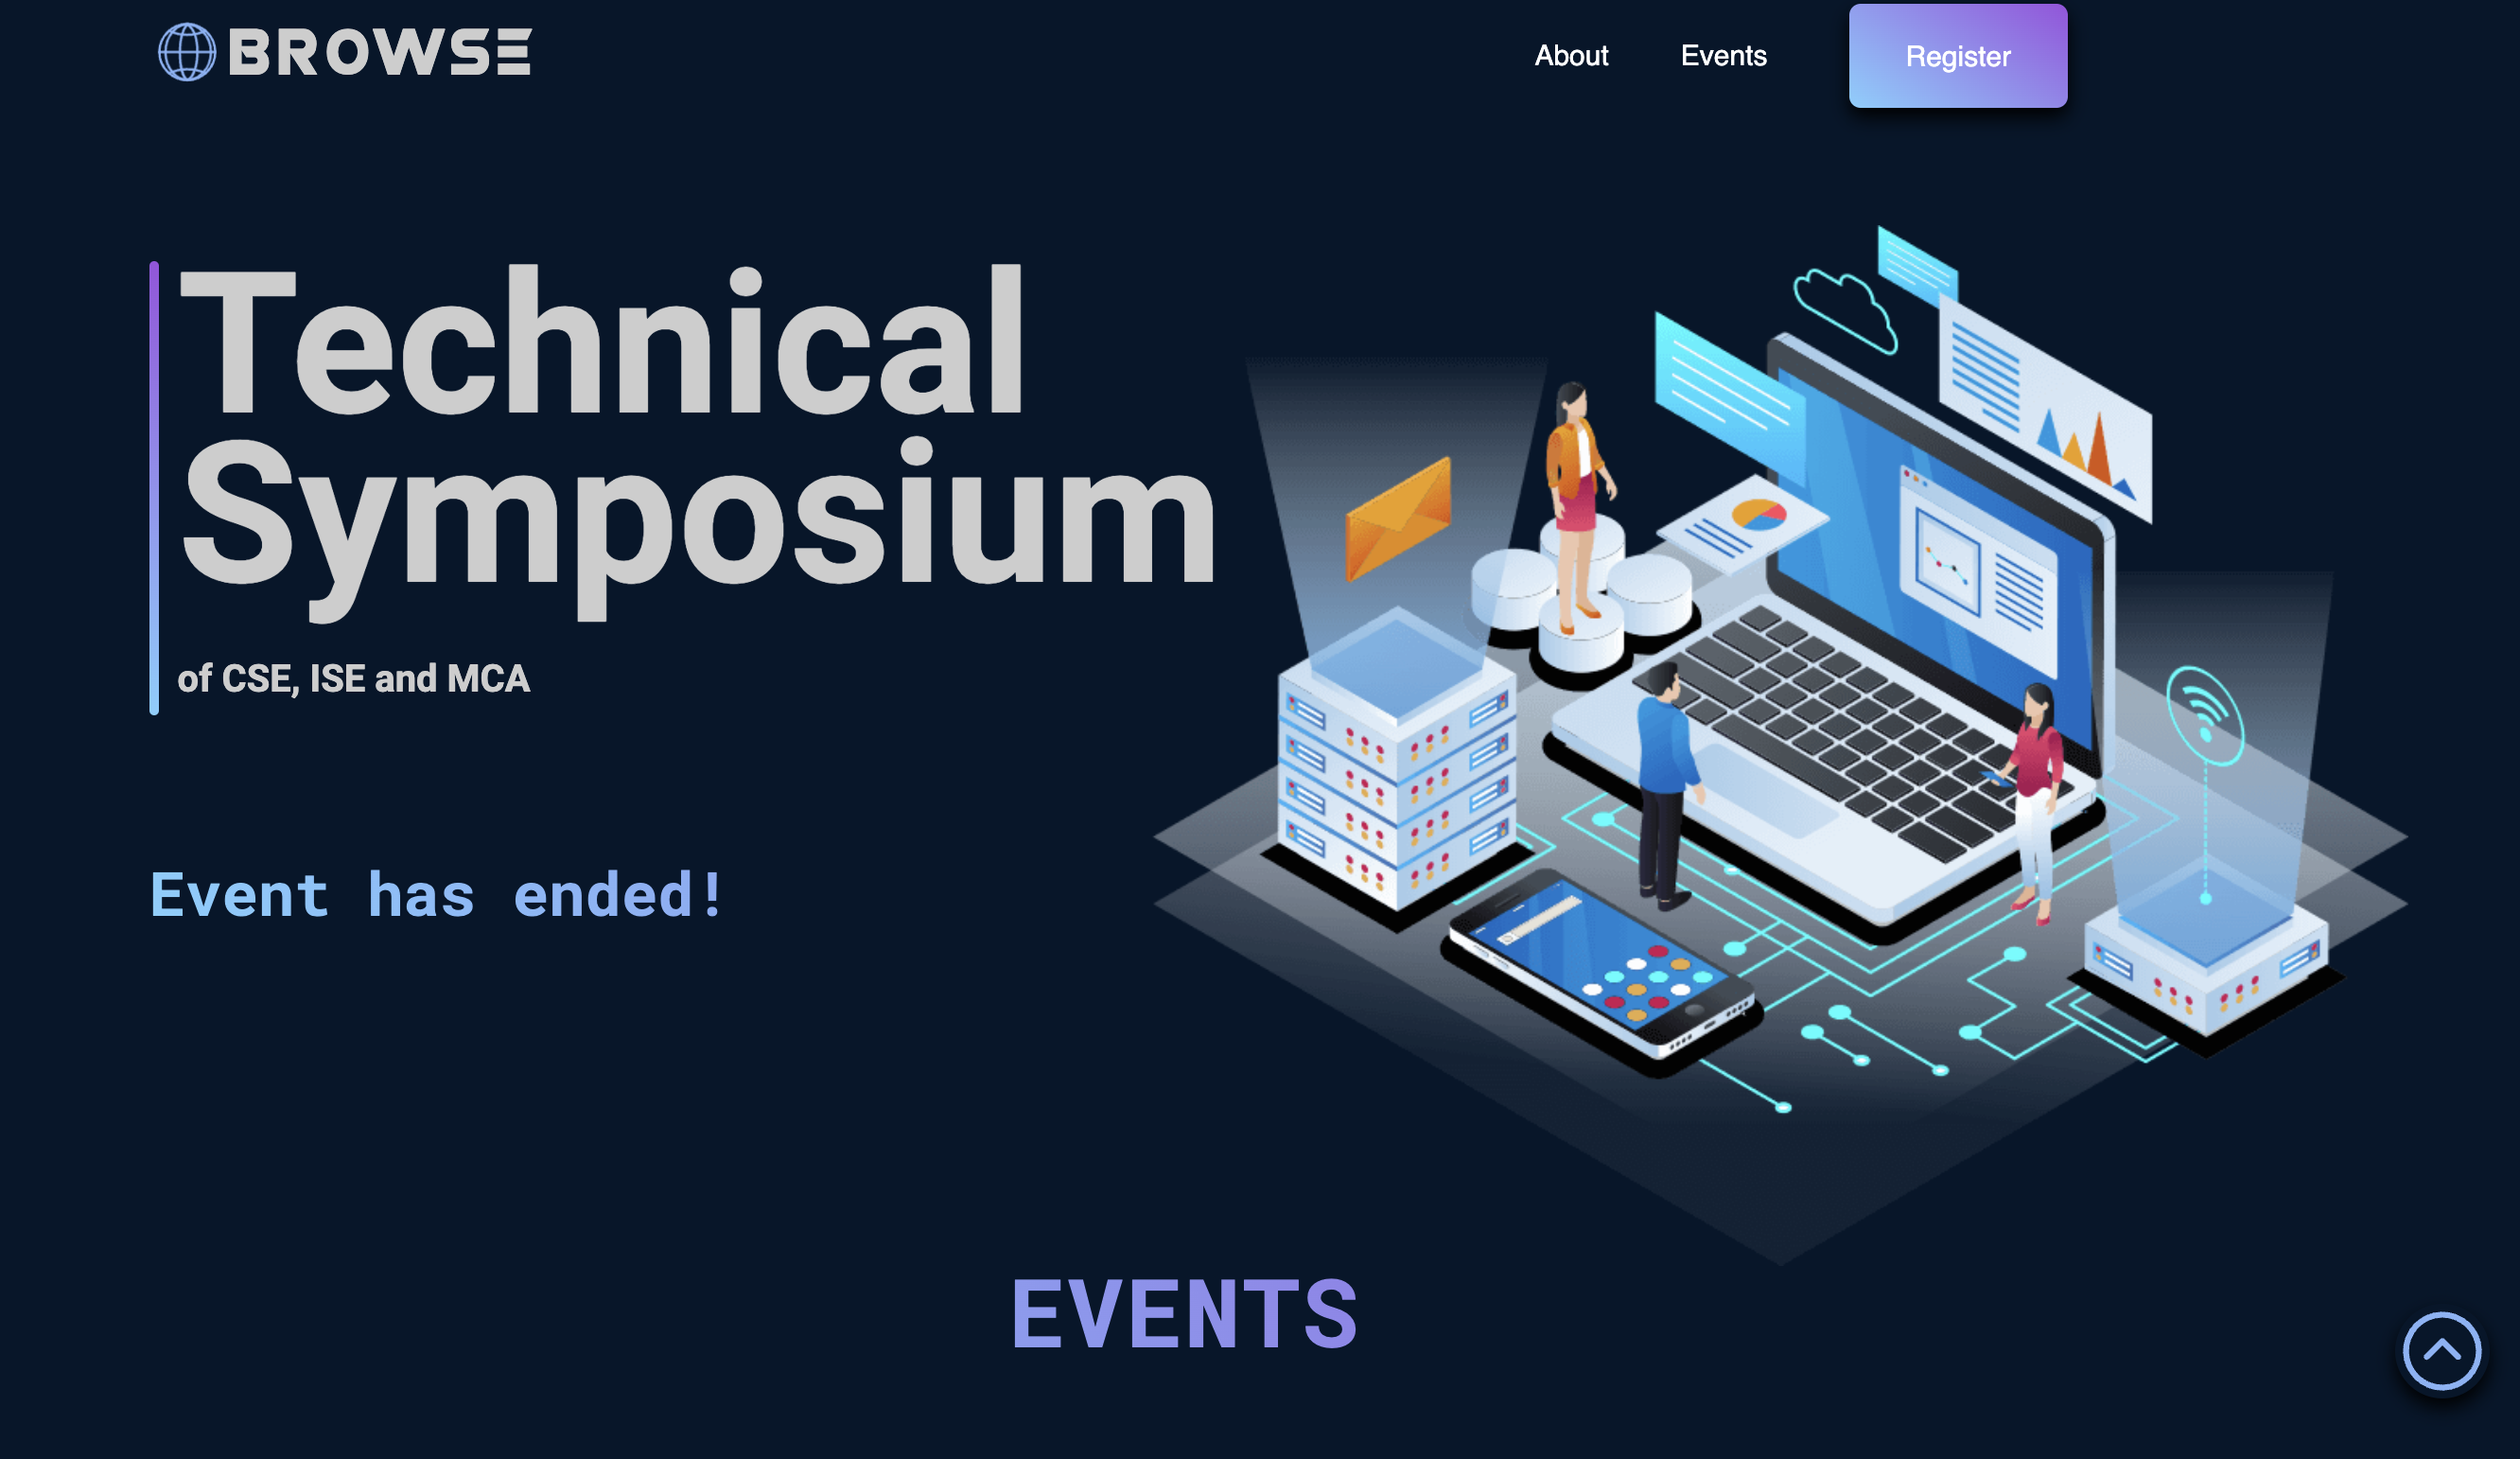 BROWSE
About
Events
Register
Technical
Symposium
of CSE, ISE and MCA
Event has ended!
EVENTS